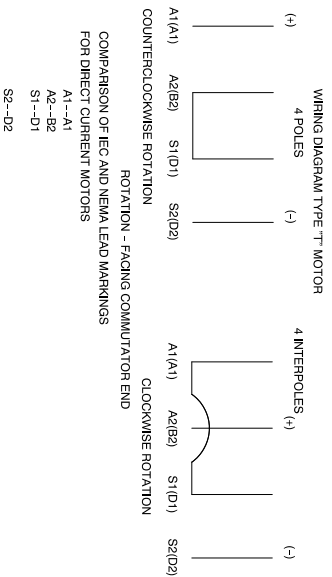 WIRING DIAGRAM TYPE "T" MOTOR
4 POLES
4 INTERPOLES
(+)
(-)
(+)
(-)
A1(A1)
A2(B2)
S1(D1)
S2(D2)
A1(A1)
A2(B2)
S1(D1)
S2(D2)
COUNTERCLOCKWISE ROTATION
CLOCKWISE ROTATION
ROTATION - FACING COMMUTATOR END
COMPARISON OF IEC AND NEMA LEAD MARKINGS
FOR DIRECT CURRENT MOTORS
A1--A1
A2--B2
S1--D1
S2--D2